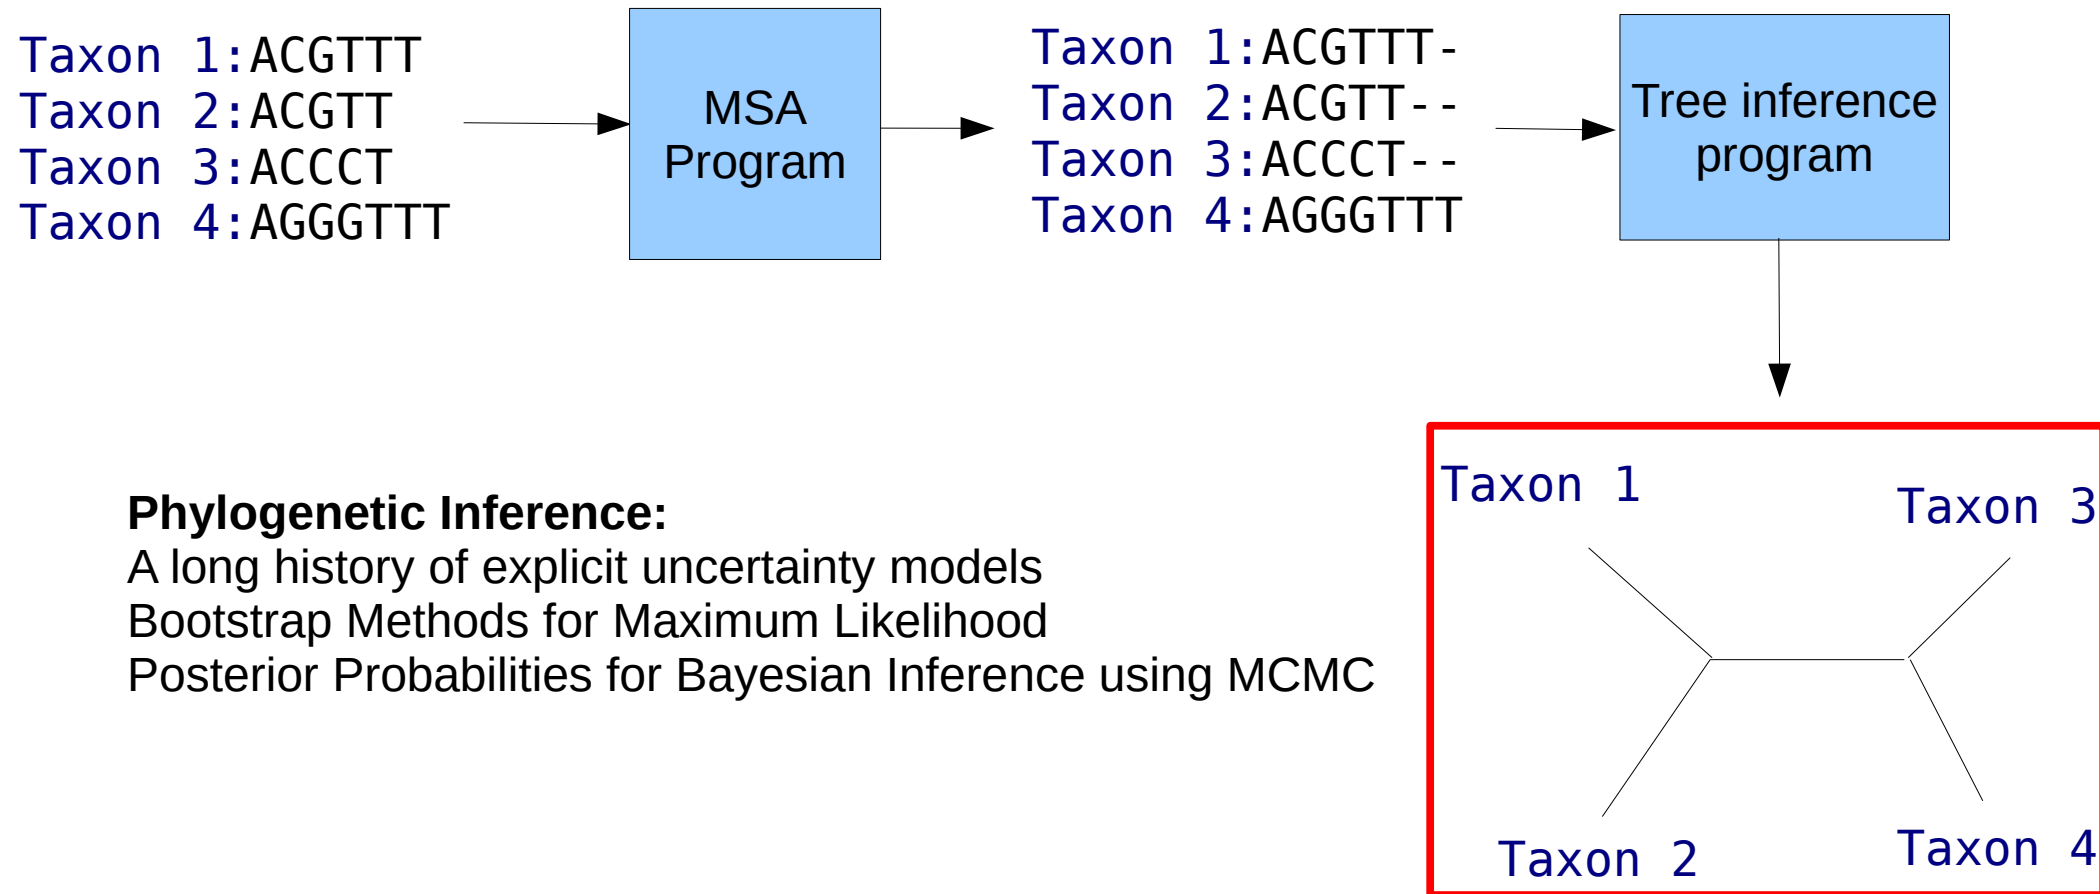 Taxon 1:ACGTTT
Taxon 2:ACGTT
Taxon 3:ACCCT
Taxon 4:AGGGTTT
MSA
Program
Taxon 1:ACGTTT-
Taxon 2:ACGTT--
Taxon 3:ACCCT--
Taxon 4:AGGGTTT
Tree inference
program
Phylogenetic Inference:
A long history of explicit uncertainty models
Bootstrap Methods for Maximum Likelihood
Posterior Probabilities for Bayesian Inference using MCMC
Taxon 1
Taxon 3
Taxon 2
Taxon 4